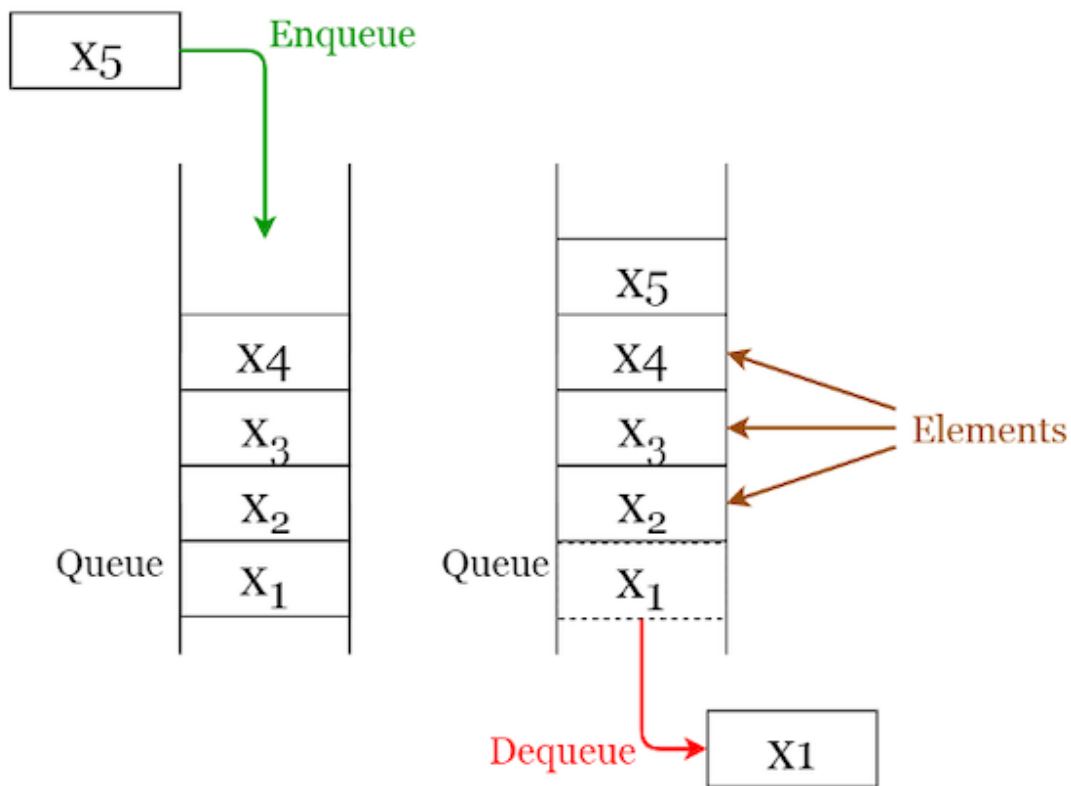 X5
Enqueue
X4
X3
X2
Queue
X1
X5
X4
X3
Elements
X2
Queue
X1
Dequeue
X1